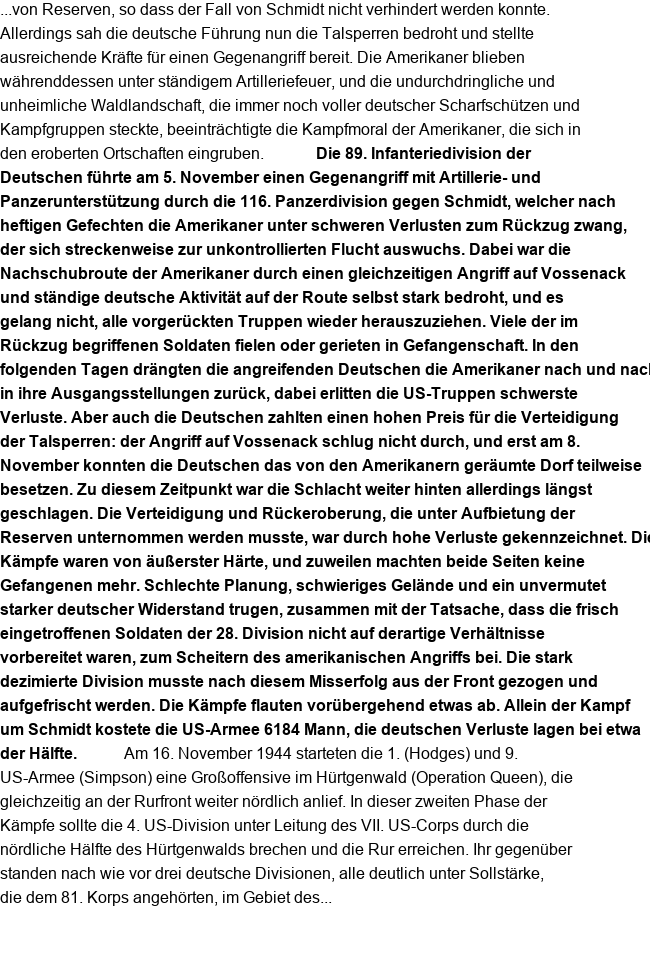 ...von Reserven, so dass der Fall von Schmidt nicht verhindert werden konnte.
Allerdings sah die deutsche Führung nun die Talsperren bedroht und stellte
ausreichende Kräfte für einen Gegenangriff bereit. Die Amerikaner blieben
währenddessen unter ständigem Artilleriefeuer, und die undurchdringliche und
unheimliche Waldlandschaft, die immer noch voller deutscher Scharfschützen und
Kampfgruppen steckte, beeinträchtigte die Kampfmoral der Amerikaner, die sich in
den eroberten Ortschaften eingruben. Die 89. Infanteriedivision der
Deutschen führte am 5. November einen Gegenangriff mit Artillerie- und
Panzerunterstützung durch die 116. Panzerdivision gegen Schmidt, welcher nach
heftigen Gefechten die Amerikaner unter schweren Verlusten zum Rückzug zwang,
der sich streckenweise zur unkontrollierten Flucht auswuchs. Dabei war die
Nachschubroute der Amerikaner durch einen gleichzeitigen Angriff auf Vossenack
und ständige deutsche Aktivität auf der Route selbst stark bedroht, und es
gelang nicht, alle vorgerückten Truppen wieder herauszuziehen. Viele der im
Rückzug begriffenen Soldaten fielen oder gerieten in Gefangenschaft. In den
folgenden Tagen drängten die angreifenden Deutschen die Amerikaner nach und nach
in ihre Ausgangsstellungen zurück, dabei erlitten die US-Truppen schwerste
Verluste. Aber auch die Deutschen zahlten einen hohen Preis für die Verteidigung
der Talsperren: der Angriff auf Vossenack schlug nicht durch, und erst am 8.
November konnten die Deutschen das von den Amerikanern geräumte Dorf teilweise
besetzen. Zu diesem Zeitpunkt war die Schlacht weiter hinten allerdings längst
geschlagen. Die Verteidigung und Rückeroberung, die unter Aufbietung der
Reserven unternommen werden musste, war durch hohe Verluste gekennzeichnet. Die
Kämpfe waren von äußerster Härte, und zuweilen machten beide Seiten keine
Gefangenen mehr. Schlechte Planung, schwieriges Gelände und ein unvermutet
starker deutscher Widerstand trugen, zusammen mit der Tatsache, dass die frisch
eingetroffenen Soldaten der 28. Division nicht auf derartige Verhältnisse
vorbereitet waren, zum Scheitern des amerikanischen Angriffs bei. Die stark
dezimierte Division musste nach diesem Misserfolg aus der Front gezogen und
aufgefrischt werden. Die Kämpfe flauten vorübergehend etwas ab. Allein der Kampf
um Schmidt kostete die US-Armee 6184 Mann, die deutschen Verluste lagen bei etwa
der Hälfte. Am 16. November 1944 starteten die 1. (Hodges) und 9.
US-Armee (Simpson) eine Großoffensive im Hürtgenwald (Operation Queen), die
gleichzeitig an der Rurfront weiter nördlich anlief. In dieser zweiten Phase der
Kämpfe sollte die 4. US-Division unter Leitung des VII. US-Corps durch die
nördliche Hälfte des Hürtgenwalds brechen und die Rur erreichen. Ihr gegenüber
standen nach wie vor drei deutsche Divisionen, alle deutlich unter Sollstärke,
die dem 81. Korps angehörten, im Gebiet des...